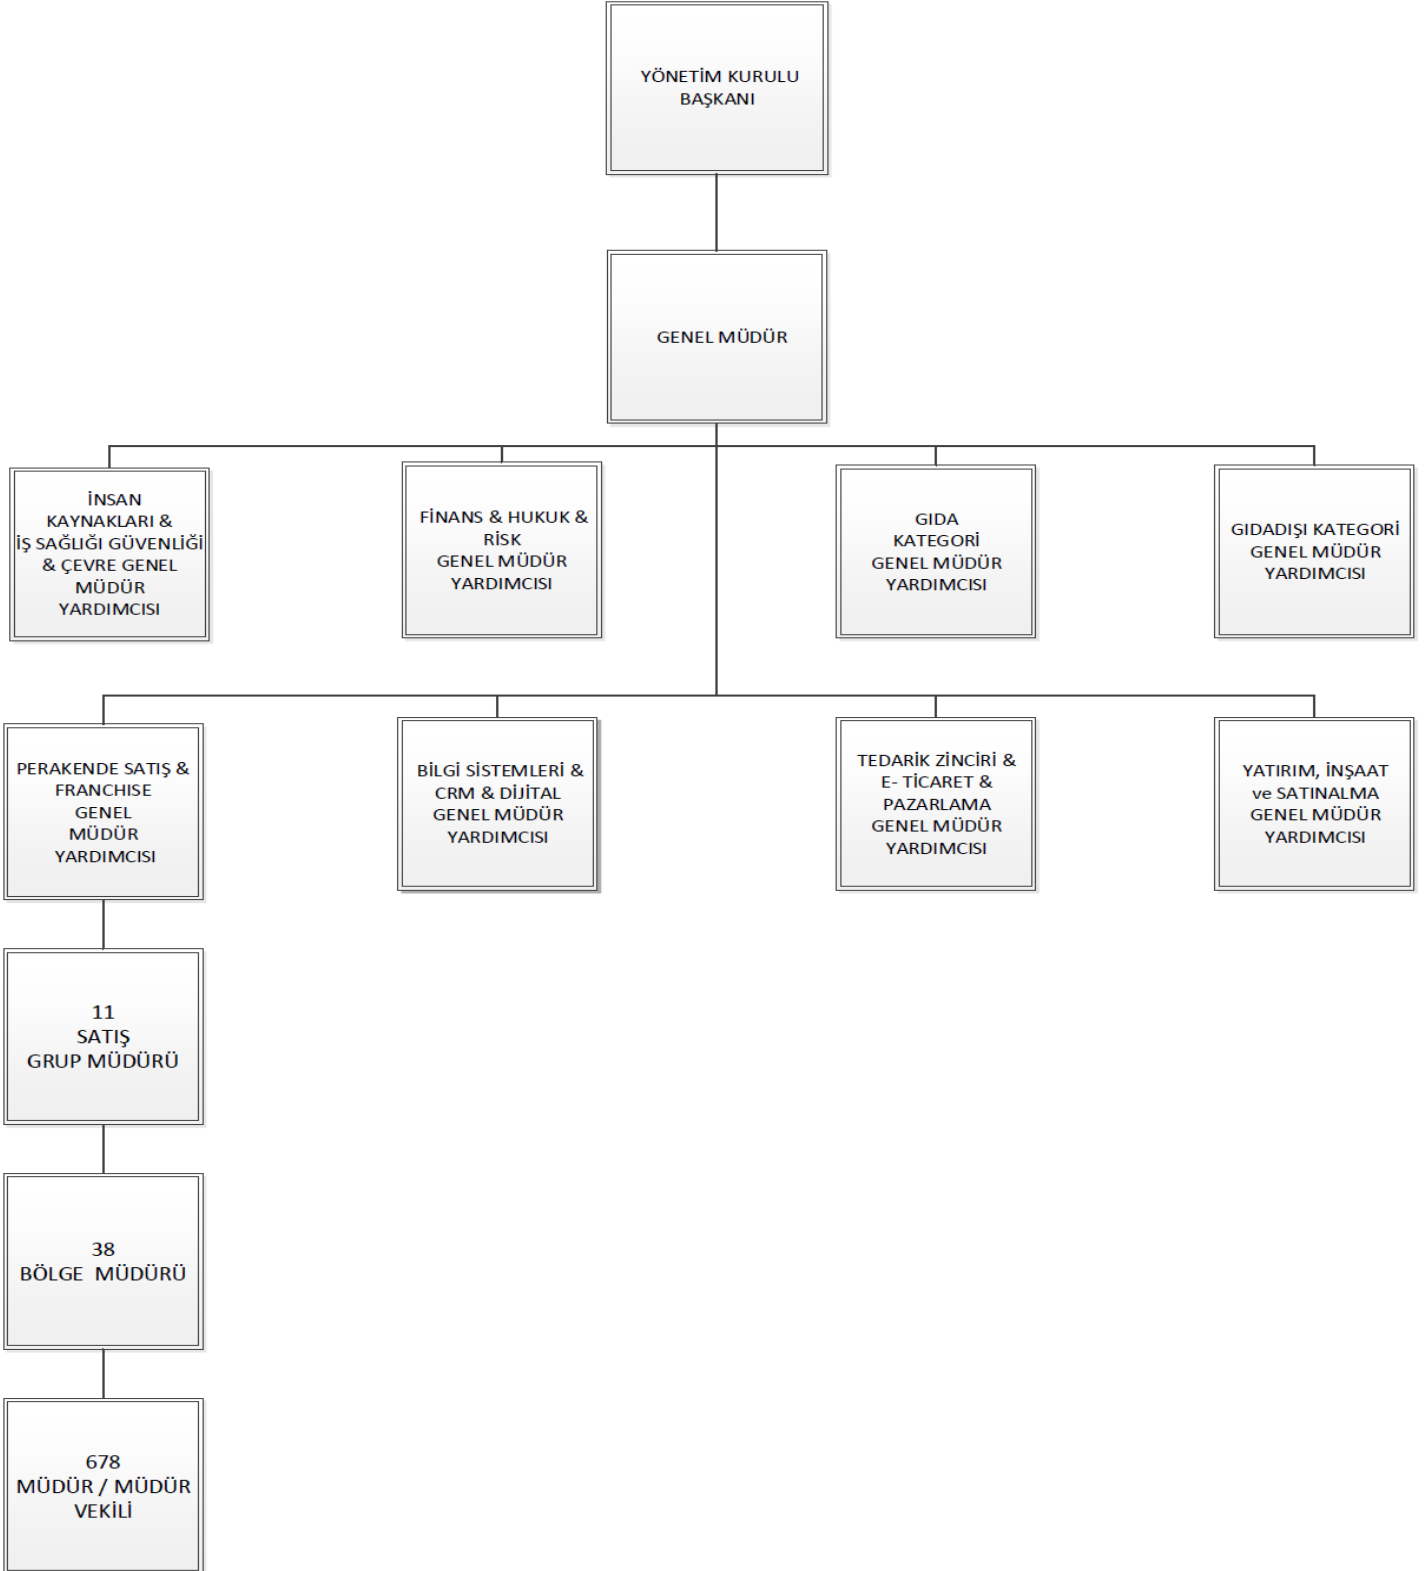 YÖNETİM KURULU
BAŞKANI
GENEL MÜDÜR
İNSAN
KAYNAKLARI &
İŞ SAĞLIĞI GÜVENLİĞİ
& ÇEVRE GENEL
MÜDÜR
YARDIMCISI
FİNANS & HUKUK &
RİSK
GENEL MÜDÜR
YARDIMCISI
GIDA
KATEGORİ
GENEL MÜDÜR
YARDIMCISI
GIDADIŞI KATEGORİ
GENEL MÜDÜR
YARDIMCISI
PERAKENDE SATIŞ &
FRANCHISE
GENEL
MÜDÜR
YARDIMCISI
BİLGİ SİSTEMLERİ &
CRM & DİJİTAL
GENEL MÜDÜR
YARDIMCISI
TEDARİK ZİNCİRİ &
E- TİCARET &
PAZARLAMA
GENEL MÜDÜR
YARDIMCISI
YATIRIM, İNŞAAT
ve SATINALMA
GENEL MÜDÜR
YARDIMCISI
11
SATIŞ
GRUP MÜDÜRÜ
38
BÖLGE MÜDÜRÜ
678
MÜDÜR / MÜDÜR
VEKİLİ